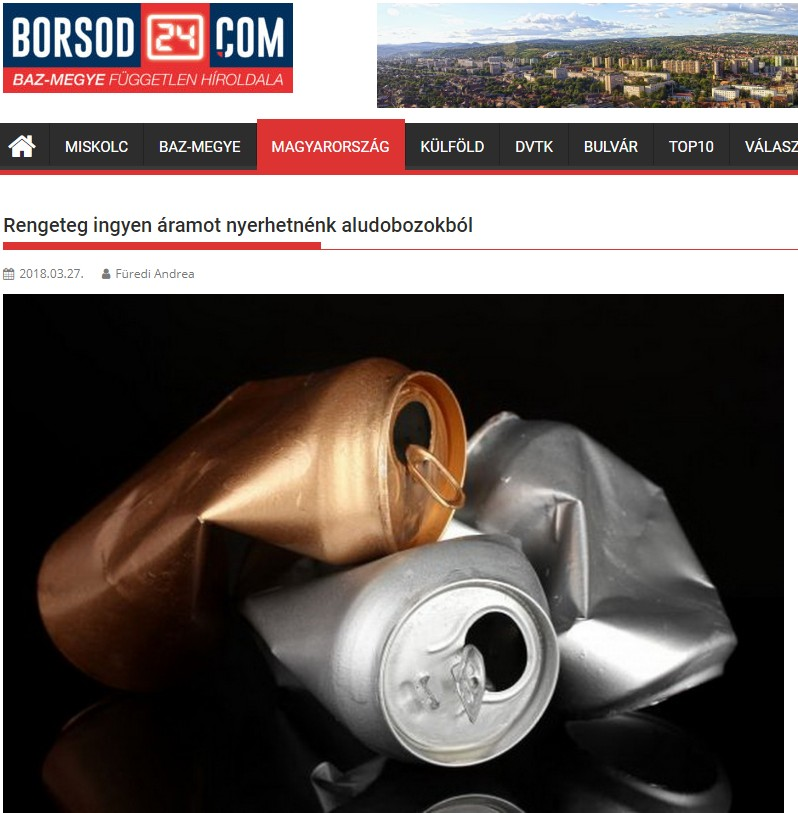 BORSOD 24 .COM
BAZ-MEGYE FÜGGETLEN HÍROLDALA
MISKOLC BAZ-MEGYE MAGYARORSZÁG KÜLFÖLD DVTK BULVÁR TOP10 VÁLASZ
Rengeteg ingyen áramot nyerhetnénk aludobozokból
2018.03.27. Füredi Andrea